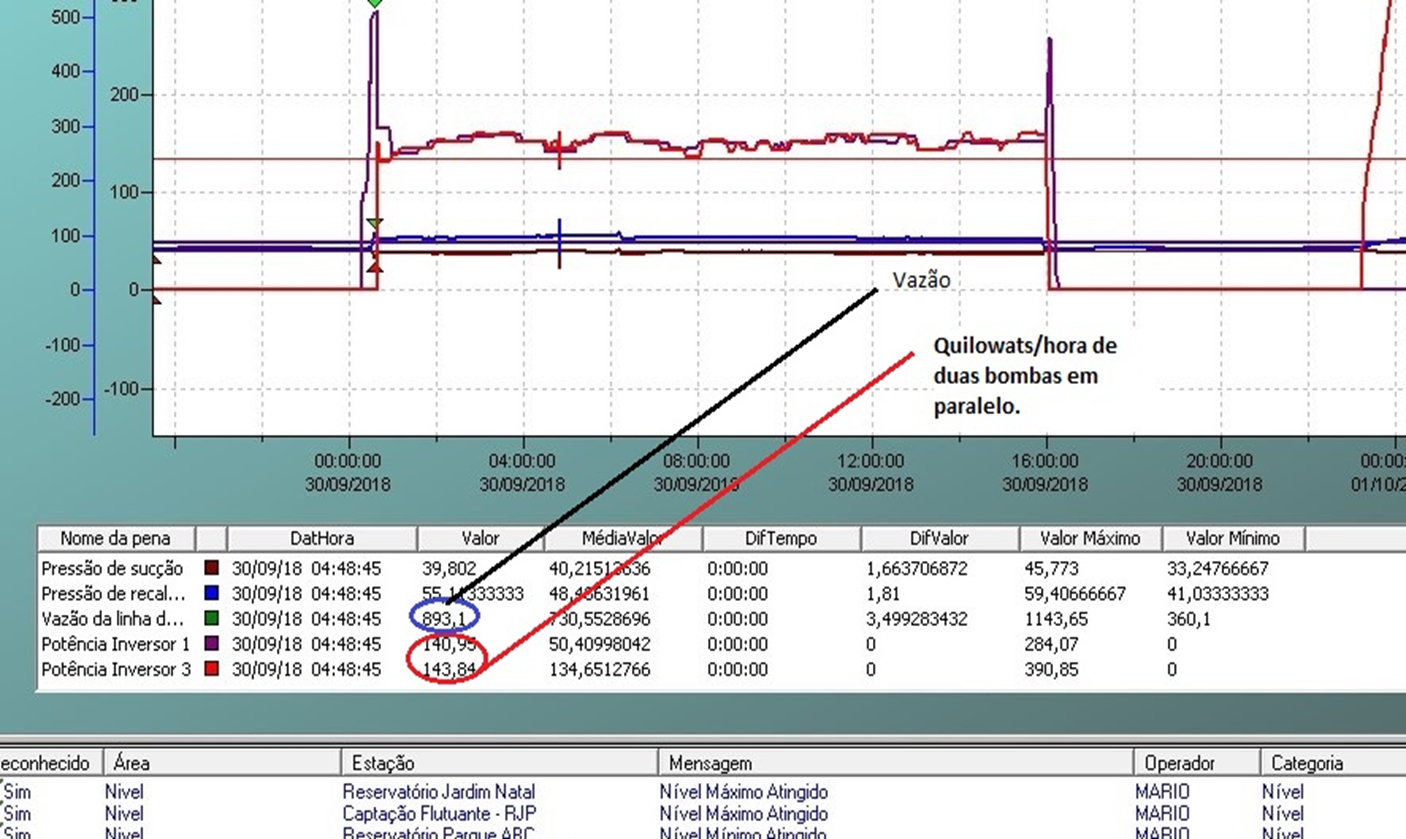 500
400
300
200
100
0
-100
-200
200
100
0
-100
Vazão
Quilowats/hora de
duas bombas em
paralelo.
00:00:00 04:00:00 08:00:00 12:00:00 16:00:00 20:00:00 00:00:
30/09/2018 30/09/2018 30/09/2018 30/09/2018 30/09/2018 30/09/2018 01/10/2
Nome da pena DatHora Valor MédiaValor DifTempo DifValor Valor Máximo Valor Mínimo
Pressão de sucção 30/09/18 04:48:45 39,802 0:00:00 1,663706872 45,773 33,24766667
Pressão de recal... 30/09/18 04:48:45 0:00:00 1,81 59,40666667 41,03333333
Vazão da linha d... 30/09/18 04:48:45 893,1 730,5528696 0:00:00 3,499283432 1143,65 360,1
Potência Inversor 1 30/09/18 04:48:45 140,95 50,40998042 0:00:00 0 284,07 0
Potência Inversor 3 30/09/18 04:48:45 143,84 134,6512766 0:00:00 0 390,85 0
econhecido Área Estação Mensagem Operador Categoria
Sim Nivel Reservatório Jardim Natal Nível Máximo Atingido MARIO Nível
Sim Nivel Captação Flutuante - RJP Nível Máximo Atingido MARIO Nível
Sim Nivel Reservatório Parque ABC Nível Mínimo Atingido MARIO Nível